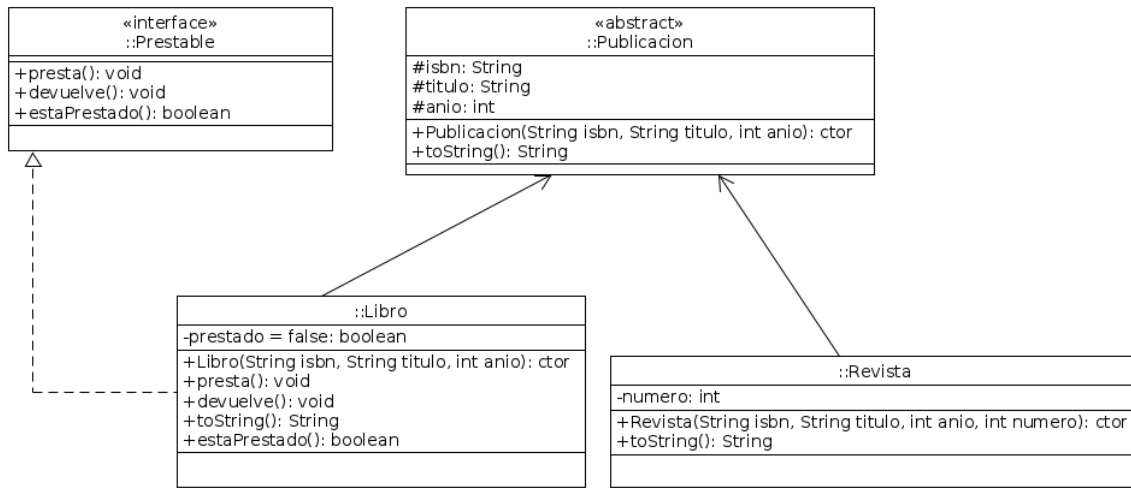 «interface»
::Prestable
+presta(): void
+devuelve(): void
+estaPrestado(): boolean
«abstract»
::Publicacion
#isbn: String
#titulo: String
#anio: int
+Publicacion(String isbn, String titulo, int anio): ctor
+toString(): String
::Libro
-prestado = false: boolean
+Libro(String isbn, String titulo, int anio): ctor
+presta(): void
+devuelve(): void
+toString(): String
+estaPrestado(): boolean
::Revista
-numero: int
+Revista(String isbn, String titulo, int anio, int numero): ctor
+toString(): String